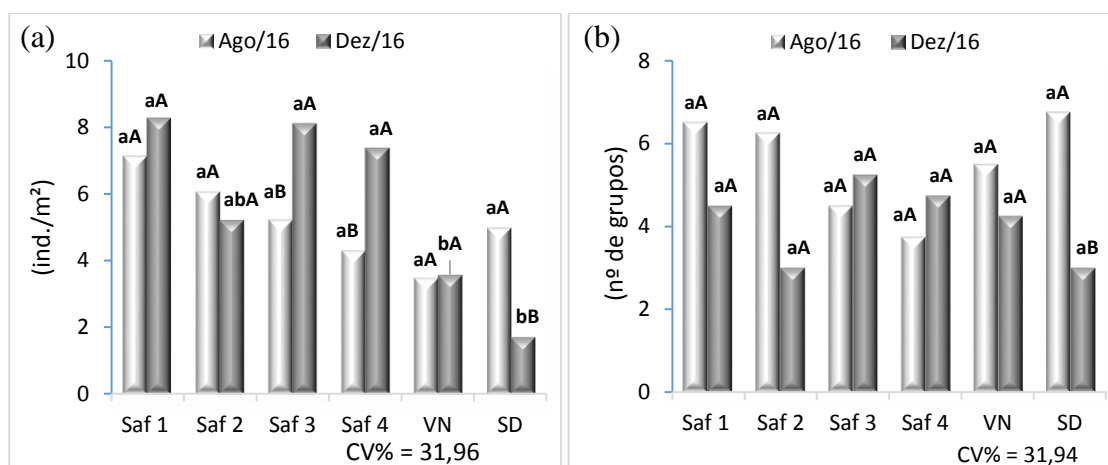 (a)
Ago/16 Dez/16
(ind./m²)
10
8
6
4
2
0
aA aA
aA abA
aB aA
aB aA
aA bA
aA bB
Saf 1 Saf 2 Saf 3 Saf 4 VN SD
CV% = 31,96
(b)
Ago/16 Dez/16
(nº de grupos)
8
6
4
2
0
aA aA
aA aA
aA aA
aA aA
aA aA
aA aB
Saf 1 Saf 2 Saf 3 Saf 4 VN SD
CV% = 31,94